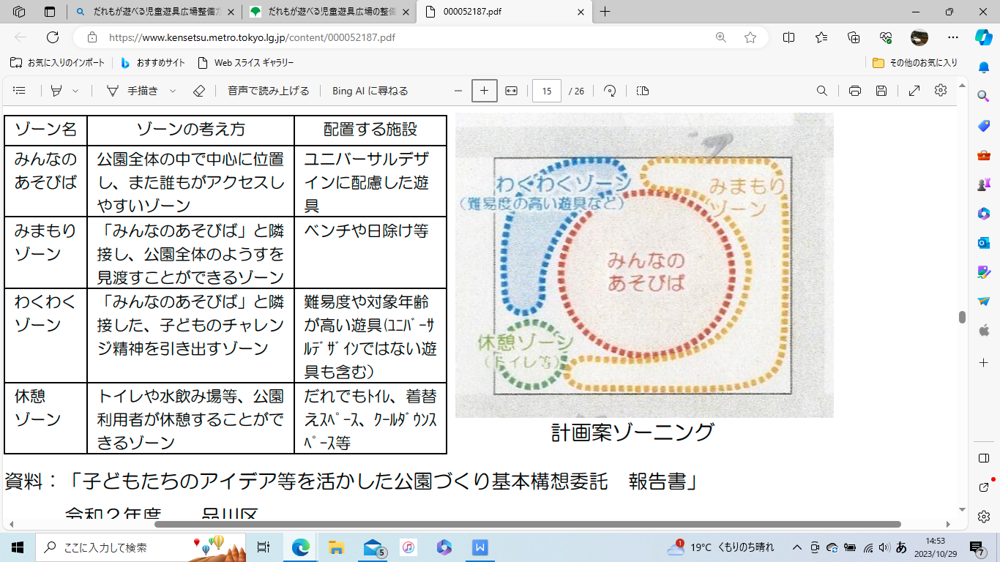 だれもが遊べる児童遊具広場整備ガ
だれもが遊べる児童遊具広場の整備
000052187.pdf
https://www.kensetsu.metro.tokyo.lg.jp/content/000052187.pdf
お気に入りのインポート
おすすめサイト
Web スライス ギャラリー
その他のお気に入り
手書き
音声で読み上げる
Bing AI に尋ねる
15 / 26
ゾーン名
ゾーンの考え方
配置する施設
みんなの
あそびば
公園全体の中で中心に位置
し、また誰もがアクセスし
やすいゾーン
ユニバーサルデザ
インに配慮した遊
具
みまもり
ゾーン
「みんなのあそびば」と隣
接し、公園全体のようすを
見渡すことができるゾーン
ベンチや日除け等
わくわく
ゾーン
「みんなのあそびば」と隣
接した、子どものチャレン
ジ精神を引き出すゾーン
難易度や対象年齢
が高い遊具(ﾕﾆﾊﾞｰｻ
ﾙﾃﾞｻﾞｲﾝではない遊
具も含む)
休憩
ゾーン
トイレや水飲み場等、公園
利用者が休憩することがで
きるゾーン
だれでもﾄｲﾚ、着替
えｽﾍﾟｰｽ、ｸｰﾙﾀﾞｳﾝｽ
ﾍﾟｰｽ等
わくわくゾーン
(難易度の高い遊具など)
みまもり
ゾーン
みんなの
あそびば
休憩ゾーン
(トイレ等)
計画案ゾーニング
資料：「子どもたちのアイデア等を活かした公園づくり基本構想委託　報告書」
令和２年度　　品川区
ここに入力して検索
5
1
19°C くもりのち晴れ
あ
14:53
2023/10/29
7